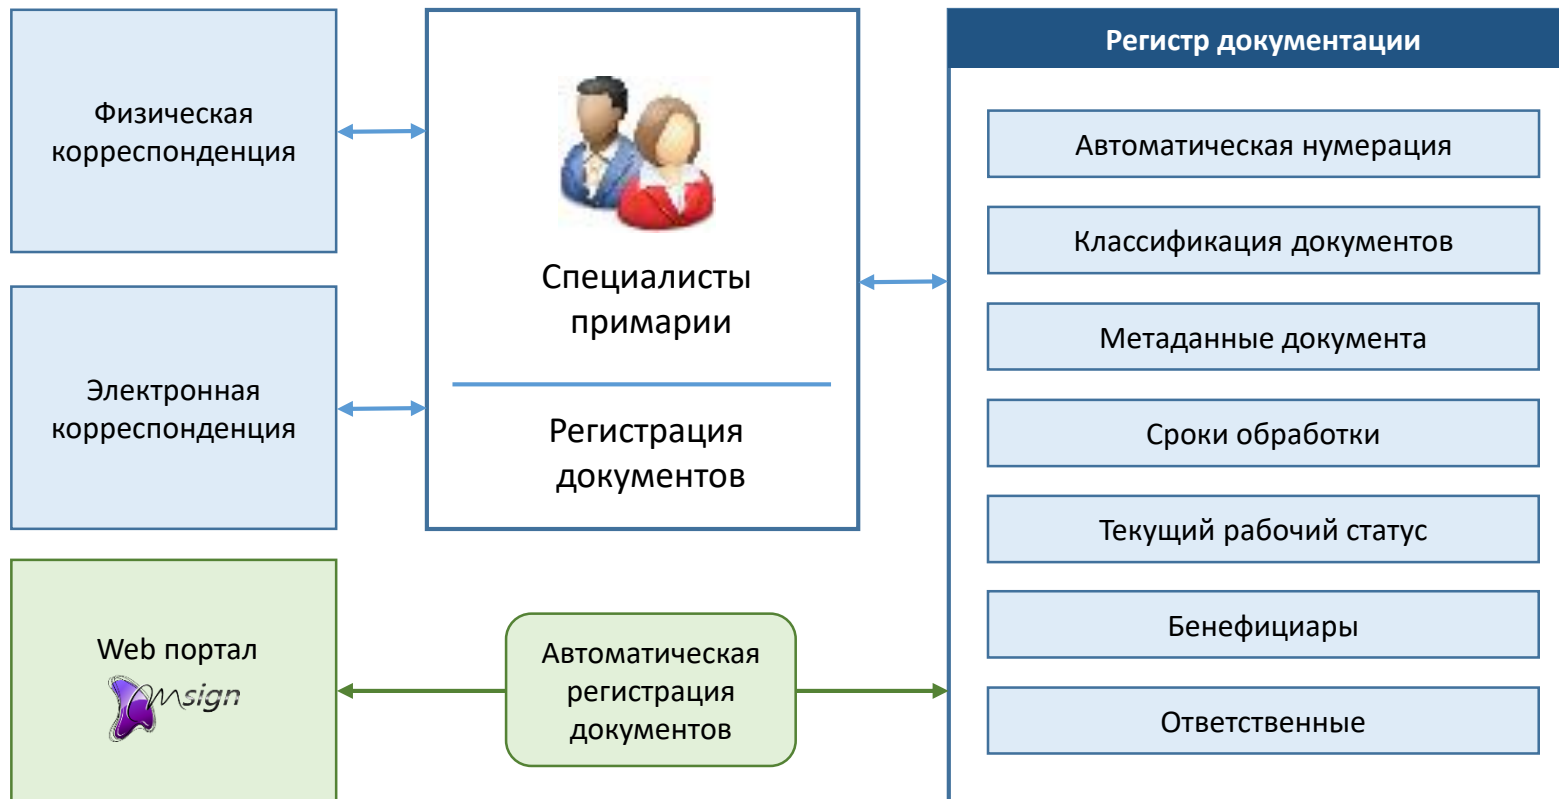 Физическая
корреспонденция
Электронная
корреспонденция
Web портал
Msign
Специалисты
примарии
Регистрация
документов
Автоматическая
регистрация
документов
Регистр документации
Автоматическая нумерация
Классификация документов
Метаданные документа
Сроки обработки
Текущий рабочий статус
Бенефициары
Ответственные